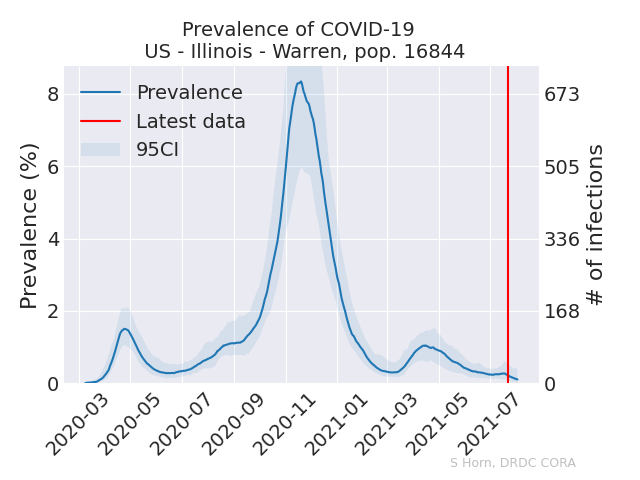 Prevalence of COVID-19
US - Illinois - Warren, pop. 16844
Prevalence
Latest data
95CI
Prevalence (%)
8
6
4
2
0
673
505
336
168
0
# of infections
2020-03
2020-05
2020-07
2020-09
2020-11
2021-01
2021-03
2021-05
2021-07
S Horn, DRDC CORA